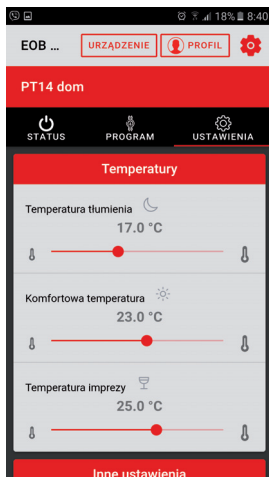 18% 8:40
EOB ... URZĄDZENIE PROFIL
PT14 dom
STATUS PROGRAM USTAWIENIA
Temperatury
Temperatura tłumienia
17.0 °C
Komfortowa temperatura
23.0 °C
Temperatura imprezy
25.0 °C
Inne ustawienia